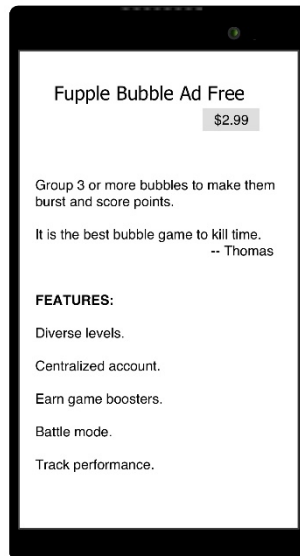 Fupple Bubble Ad Free
$2.99
Group 3 or more bubbles to make them
burst and score points.
It is the best bubble game to kill time.
-- Thomas
FEATURES:
Diverse levels.
Centralized account.
Earn game boosters.
Battle mode.
Track performance.